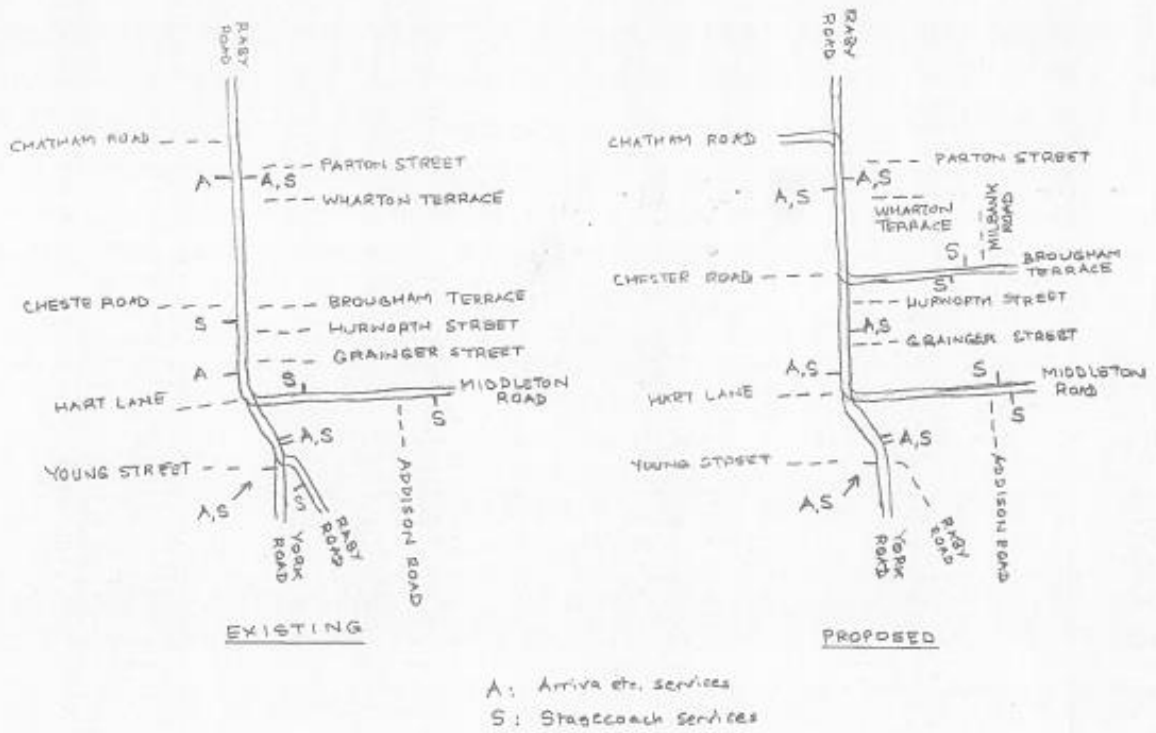 RABY
ROAD
CHATHAM ROAD
PARTON STREET
A
A,S
WHARTON TERRACE
CHESTE ROAD
BROUGHAM TERRACE
S
HURWORTH STREET
GRAINGER STREET
A
S
HART LANE
MIDDLETON
ROAD
S
A,S
YOUNG STREET
ADDISON ROAD
A,S
S
RABY
ROAD
YORK
ROAD
EXISTING
RABY
ROAD
CHATHAM ROAD
PARTON STREET
A,S
A,S
WHARTON
TERRACE
MILBANK
ROAD
S
BROUGHAM
TERRACE
CHESTER ROAD
S
HURWORTH STREET
A,S
GRAINGER STREET
A,S
S
MIDDLETON
ROAD
HART LANE
S
A,S
YOUNG STREET
ADDISON ROAD
A,S
RABY
ROAD
YORK
ROAD
PROPOSED
A: Arriva etc. services
S: Stagecoach services